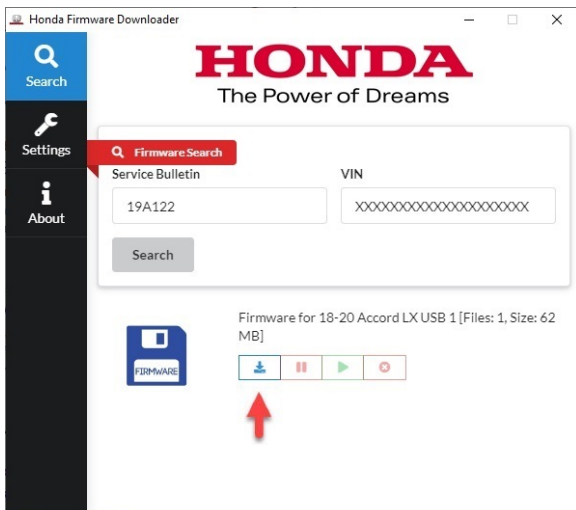 Honda Firmware Downloader
Search
Settings
About
HONDA
The Power of Dreams
Firmware Search
Service Bulletin
VIN
19A122
XXXXXXXXXXXXXXXXXXXX
Search
Firmware for 18-20 Accord LX USB 1 [Files: 1, Size: 62
MB]
FIRMWARE